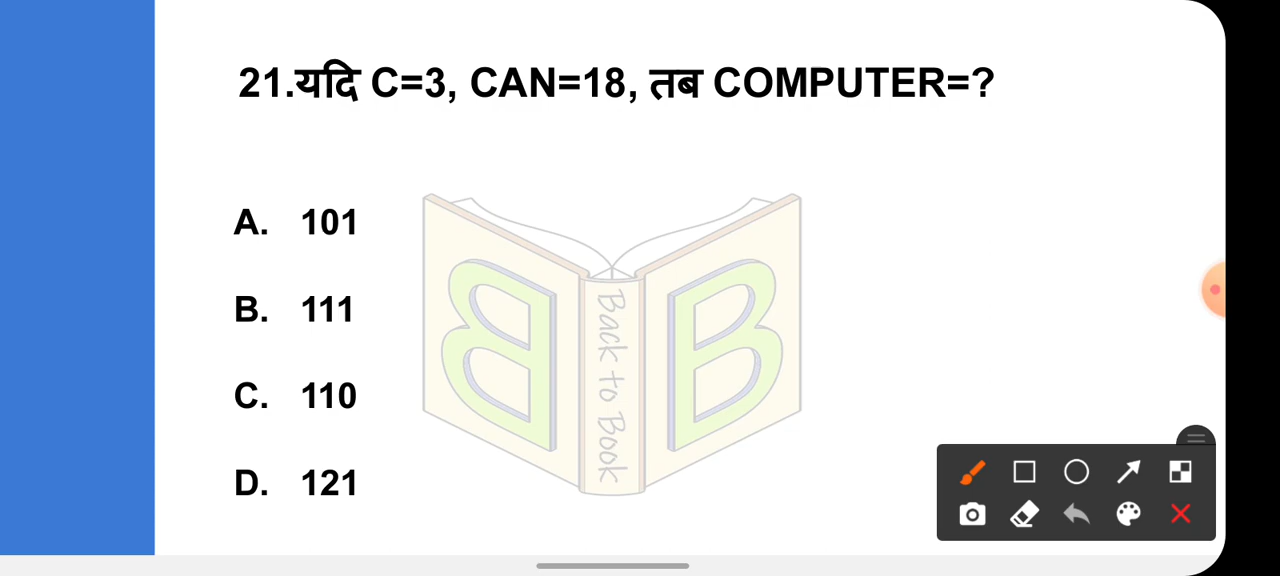 21.यदि C=3, CAN=18, तब COMPUTER=?
A. 101
B. 111
C. 110
D. 121
B B
Back to Book